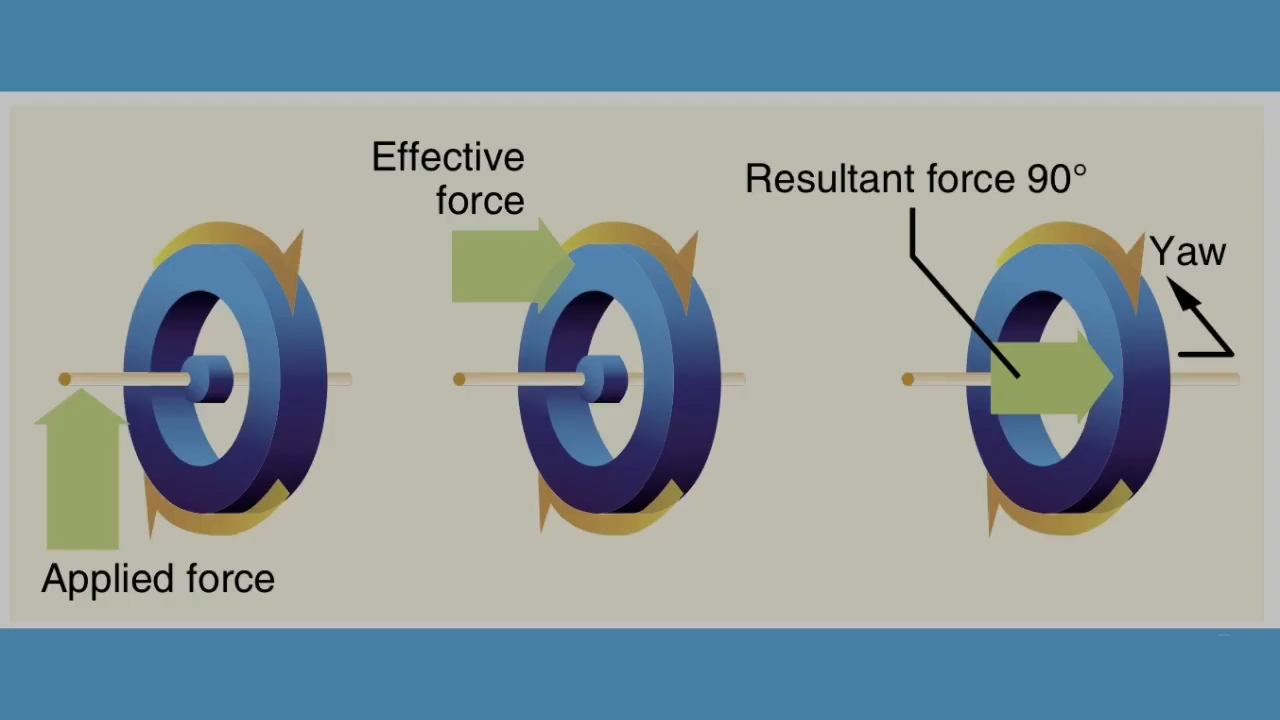 Effective
force
Resultant force 90°
Yaw
Applied force